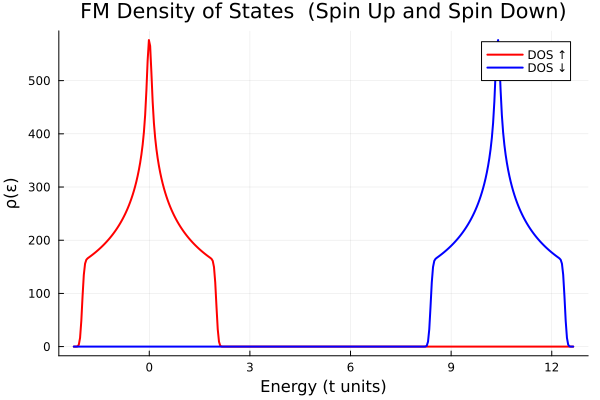 FM Density of States  (Spin Up and Spin Down)
DOS ↑
DOS ↓
ρ(ε)
500
400
300
200
100
0
0 3 6 9 12
Energy (t units)